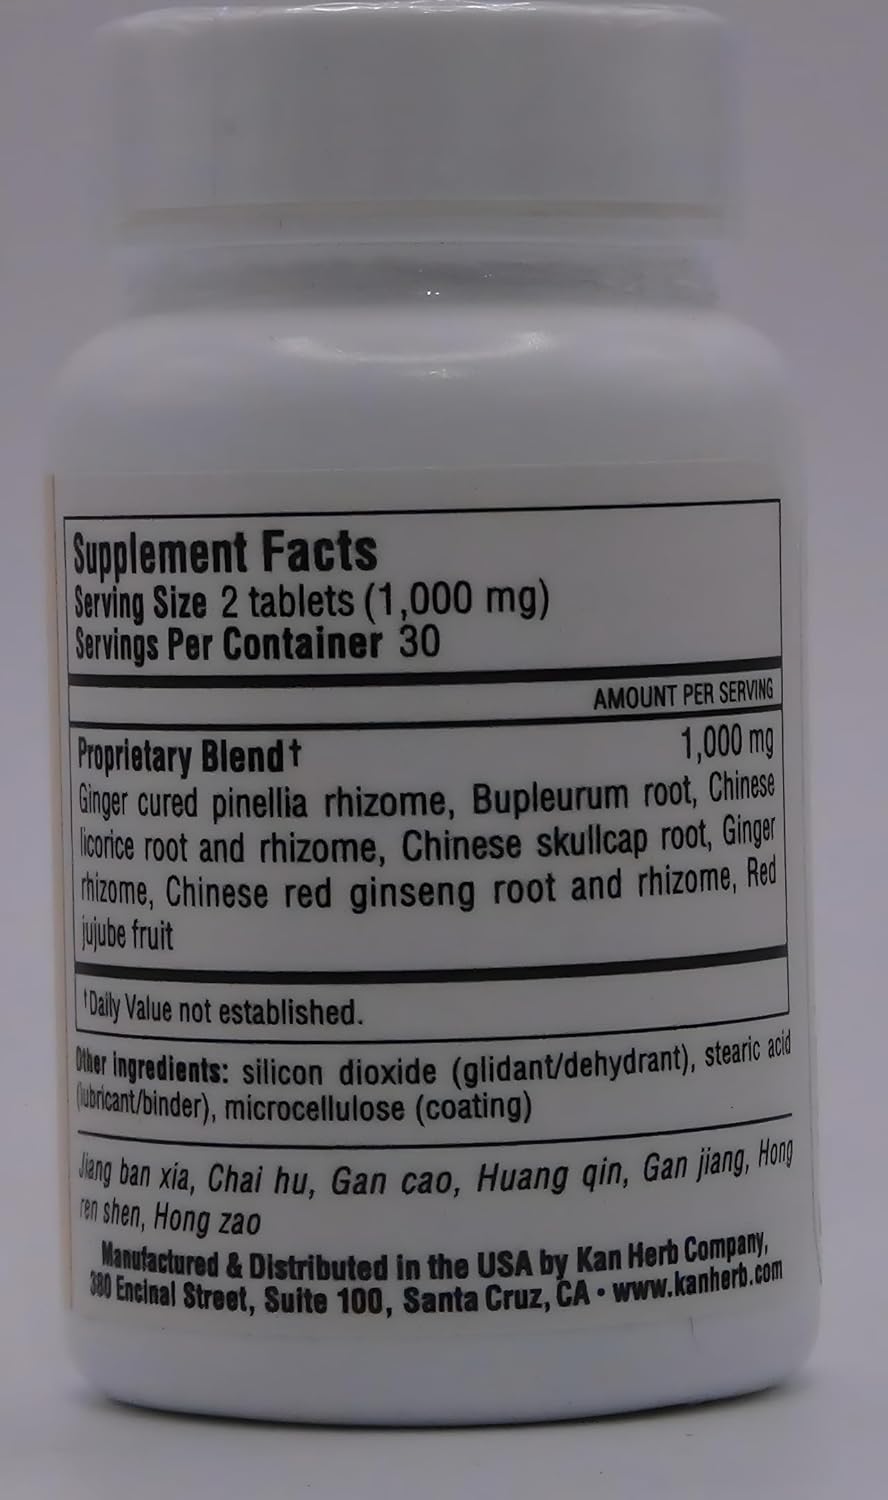 Supplement Facts
Serving Size 2 tablets (1,000 mg)
Servings Per Container 30
AMOUNT PER SERVING
Proprietary Blend† 1,000 mg
Ginger cured pinellia rhizome, Bupleurum root, Chinese
licorice root and rhizome, Chinese skullcap root, Ginger
rhizome, Chinese red ginseng root and rhizome, Red
jujube fruit
†Daily Value not established.
Other ingredients: silicon dioxide (glidant/dehydrant), stearic acid
(lubricant/binder), microcellulose (coating)
Jiang ban xia, Chai hu, Gan cao, Huang qin, Gan jiang, Hong
ren shen, Hong zao
Manufactured & Distributed in the USA by Kan Herb Company,
380 Encinal Street, Suite 100, Santa Cruz, CA • www.kanherb.com